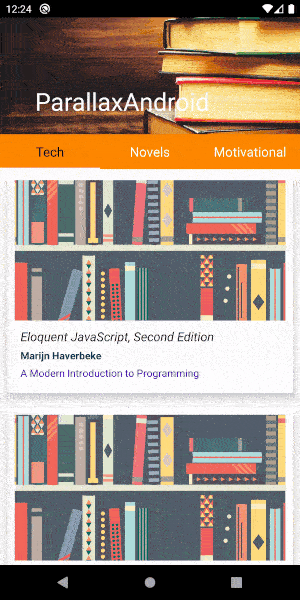 12:24
ParallaxAndroid
Tech Novels Motivational
Eloquent JavaScript, Second Edition
Marijn Haverbeke
A Modern Introduction to Programming